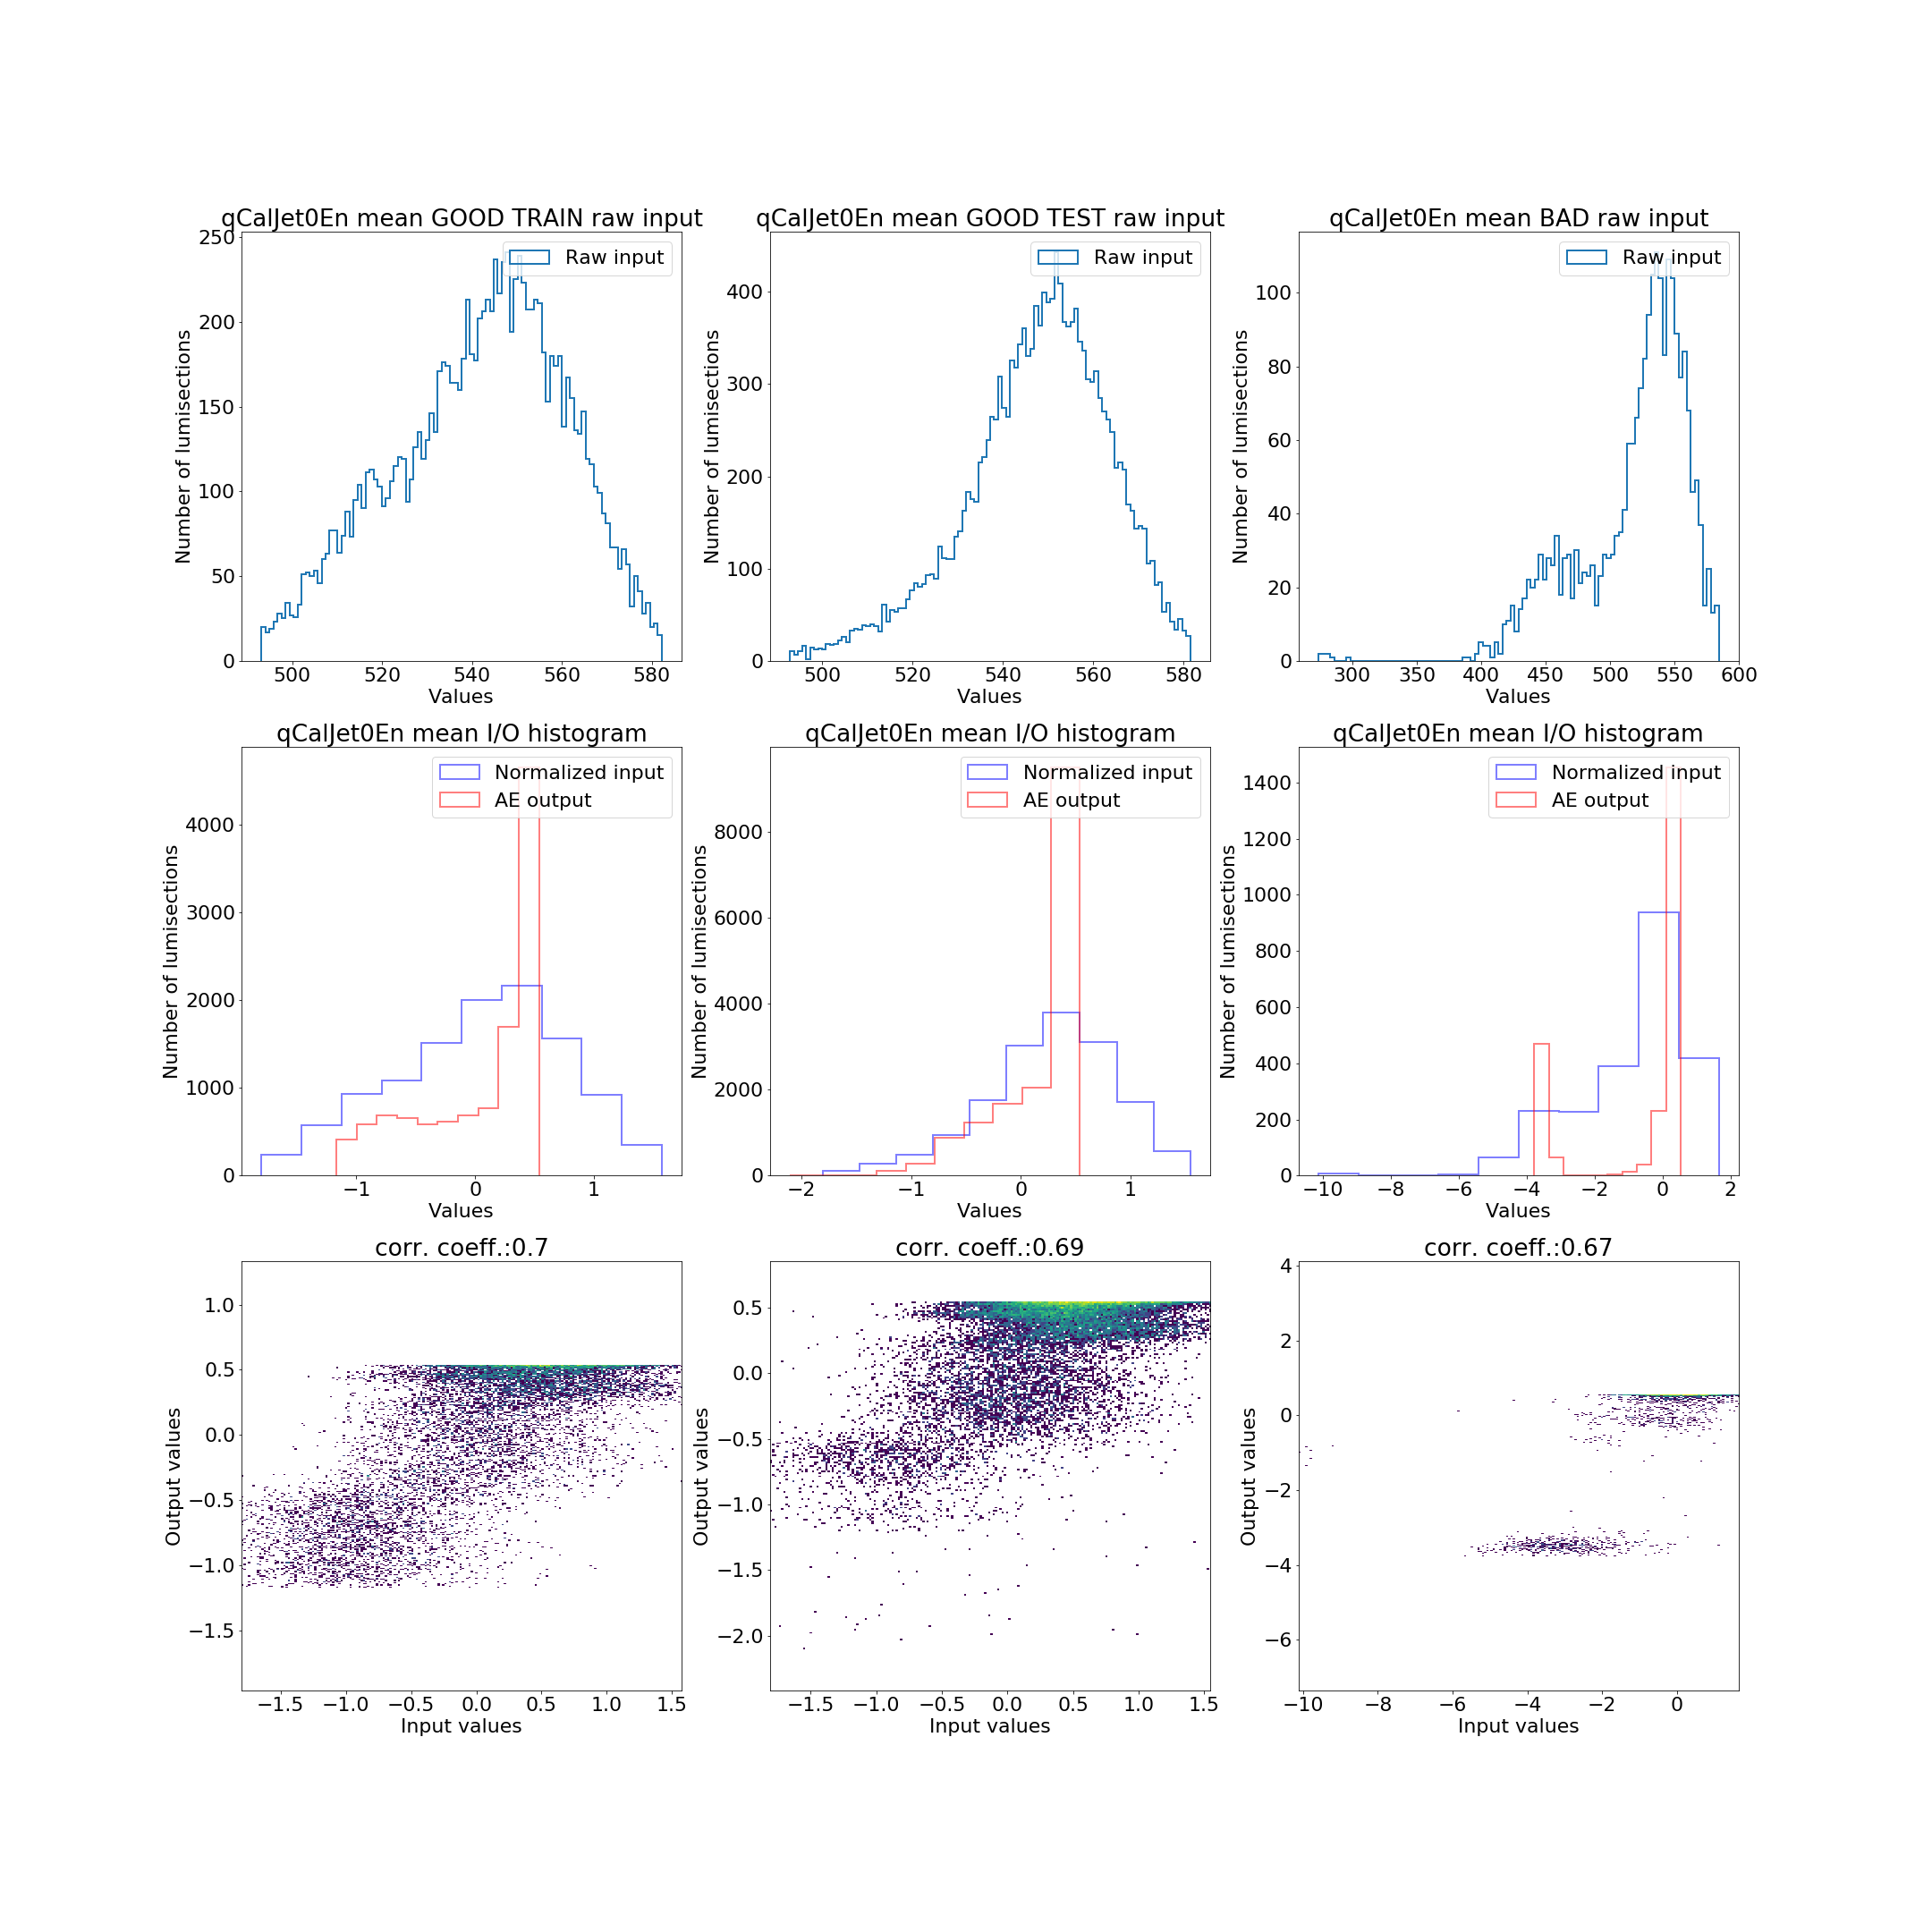 qCalJet0En mean GOOD TRAIN raw input
Raw input
250
200
150
100
50
0
500 520 540 560 580
Number of lumisections
Values
qCalJet0En mean GOOD TEST raw input
Raw input
400
300
200
100
0
500 520 540 560 580
Number of lumisections
Values
qCalJet0En mean BAD raw input
Raw input
100
80
60
40
20
0
300 350 400 450 500 550 600
Number of lumisections
Values
qCalJet0En mean I/O histogram
Normalized input
AE output
4000
3000
2000
1000
0
−1 0 1
Number of lumisections
Values
qCalJet0En mean I/O histogram
Normalized input
AE output
8000
6000
4000
2000
0
−2 −1 0 1
Number of lumisections
Values
qCalJet0En mean I/O histogram
Normalized input
AE output
1400
1200
1000
800
600
400
200
0
−10 −8 −6 −4 −2 0 2
Number of lumisections
Values
corr. coeff.:0.7
1.0
0.5
0.0
−0.5
−1.0
−1.5
−1.5 −1.0 −0.5 0.0 0.5 1.0 1.5
Output values
Input values
corr. coeff.:0.69
0.5
0.0
−0.5
−1.0
−1.5
−2.0
−1.5 −1.0 −0.5 0.0 0.5 1.0 1.5
Output values
Input values
corr. coeff.:0.67
4
2
0
−2
−4
−6
−10 −8 −6 −4 −2 0
Output values
Input values